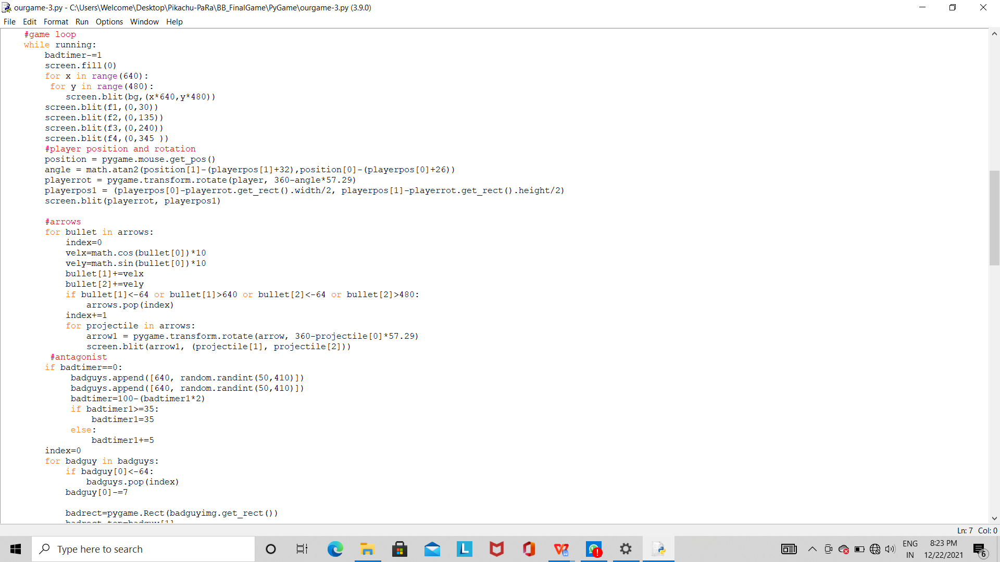 ourgame-3.py - C:\Users\Welcome\Desktop\Pikachu-PaRa\BB_FinalGame\PyGame\ourgame-3.py (3.9.0)
File Edit Format Run Options Window Help
#game loop
while running:
    badtimer-=1
    screen.fill(0)
    for x in range(640):
     for y in range(480):
        screen.blit(bg,(x*640,y*480))
    screen.blit(f1,(0,30))
    screen.blit(f2,(0,135))
    screen.blit(f3,(0,240))
    screen.blit(f4,(0,345 ))
    #player position and rotation
    position = pygame.mouse.get_pos()
    angle = math.atan2(position[1]-(playerpos[1]+32),position[0]-(playerpos[0]+26))
    playerrot = pygame.transform.rotate(player, 360-angle*57.29)
    playerpos1 = (playerpos[0]-playerrot.get_rect().width/2, playerpos[1]-playerrot.get_rect().height/2)
    screen.blit(playerrot, playerpos1)
    #arrows
    for bullet in arrows:
        index=0
        velx=math.cos(bullet[0])*10
        vely=math.sin(bullet[0])*10
        bullet[1]+=velx
        bullet[2]+=vely
        if bullet[1]<-64 or bullet[1]>640 or bullet[2]<-64 or bullet[2]>480:
            arrows.pop(index)
        index+=1
        for projectile in arrows:
            arrow1 = pygame.transform.rotate(arrow, 360-projectile[0]*57.29)
            screen.blit(arrow1, (projectile[1], projectile[2]))
     #antagonist
    if badtimer==0:
         badguys.append([640, random.randint(50,410)])
         badguys.append([640, random.randint(50,410)])
         badtimer=100-(badtimer1*2)
         if badtimer1>=35:
             badtimer1=35
         else:
             badtimer1+=5
    index=0
    for badguy in badguys:
        if badguy[0]<-64:
            badguys.pop(index)
        badguy[0]-=7
        badrect=pygame.Rect(badguyimg.get_rect())
        badrect.top=badguy[1]
Ln: 7 Col: 0
Type here to search
ENG
IN
8:23 PM
12/22/2021
6